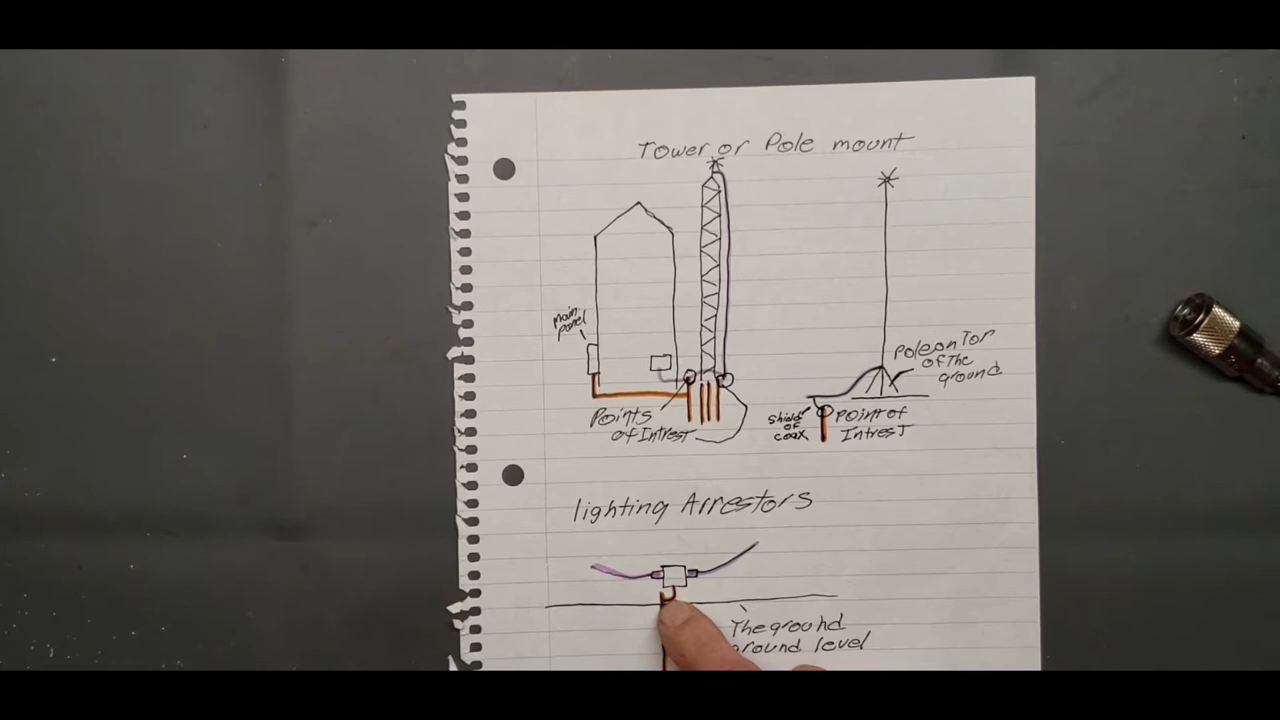 Tower or Pole mount
main
panel
Pole on Top
of The
ground
Points
of Intrest
Shield
of
coax
Point of
Intrest
lighting Arrestors
The ground
ground level